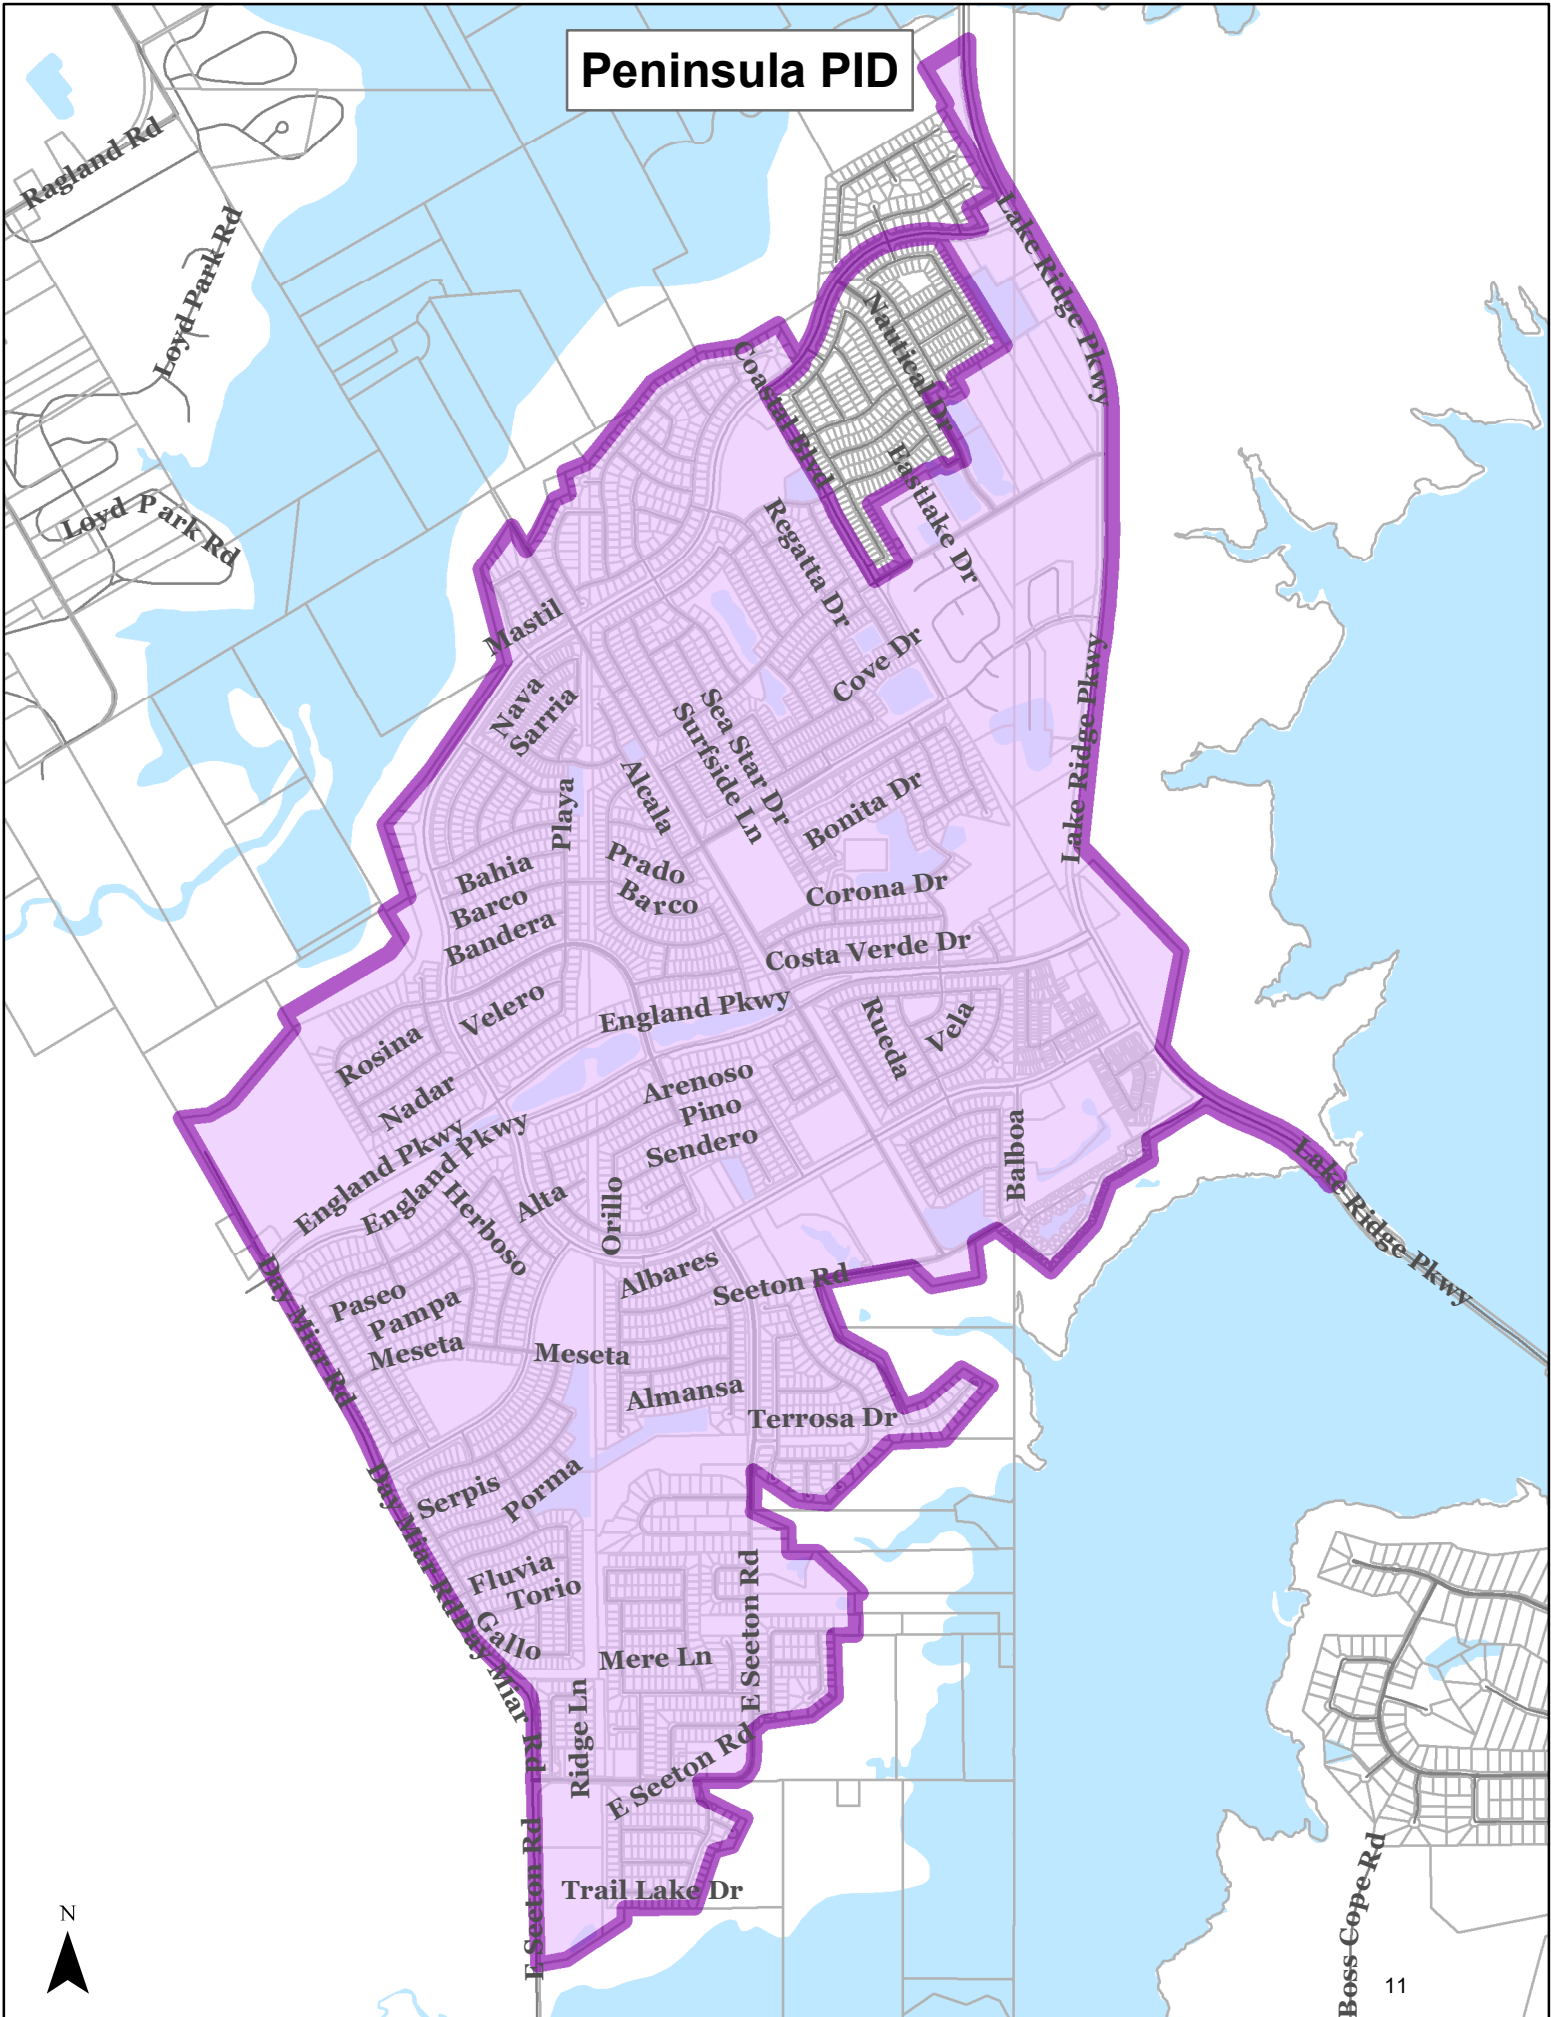 Peninsula PID
Ragland Rd
Loyd Park Rd
Lake Ridge Pkwy
Nautical Dr
Coastal Blvd
Eastlake Dr
Loyd Park Rd
Regatta Dr
Mastil
Cove Dr
Nava
Sarria
Sea Star Dr
Surfside Ln
Lake Ridge Pkwy
Alcala
Playa
Bonita Dr
Prado
Bahia
Barco
Barco
Corona Dr
Bandera
Costa Verde Dr
Velero
England Pkwy
Rueda
Vela
Rosina
Nadar
Arenoso
Pino
Sendero
England Pkwy
England Pkwy
Balboa
Lake Ridge Pkwy
Herboso
Alta
Orillo
Albares
Seeton Rd
Day Miar Rd
Paseo
Pampa
Meseta
Meseta
Almansa
Terrosa Dr
Day Miar Rd
Serpis
Porma
Fluvia
Torio
Gallo
E Seeton Rd
Mere Ln
Day Miar Rd
Ridge Ln
E Seeton Rd
E Seeton Rd
Trail Lake Dr
Boss Cope Rd
N
11